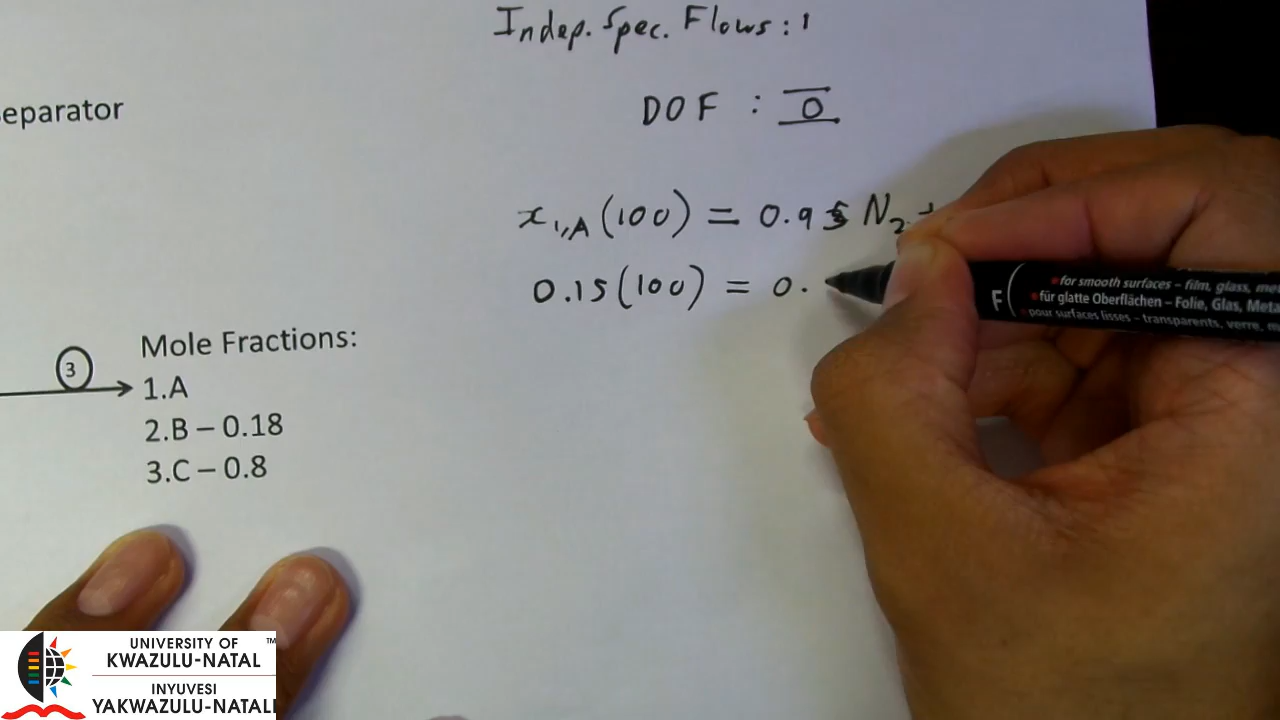 Indep. Spec. Flows: 1
eparator
DOF : 0
x1,A (100) = 0.95 N2 +
0.15 (100) = 0.
3
Mole Fractions:
1.A
2.B – 0.18
3.C – 0.8
F
for smooth surfaces – film, glass, me
für glatte Oberflächen – Folie, Glas, Meta
pour surfaces lisses – transparents, verre, m
UNIVERSITY OF ™
KWAZULU-NATAL
INYUVESI
YAKWAZULU-NATALI